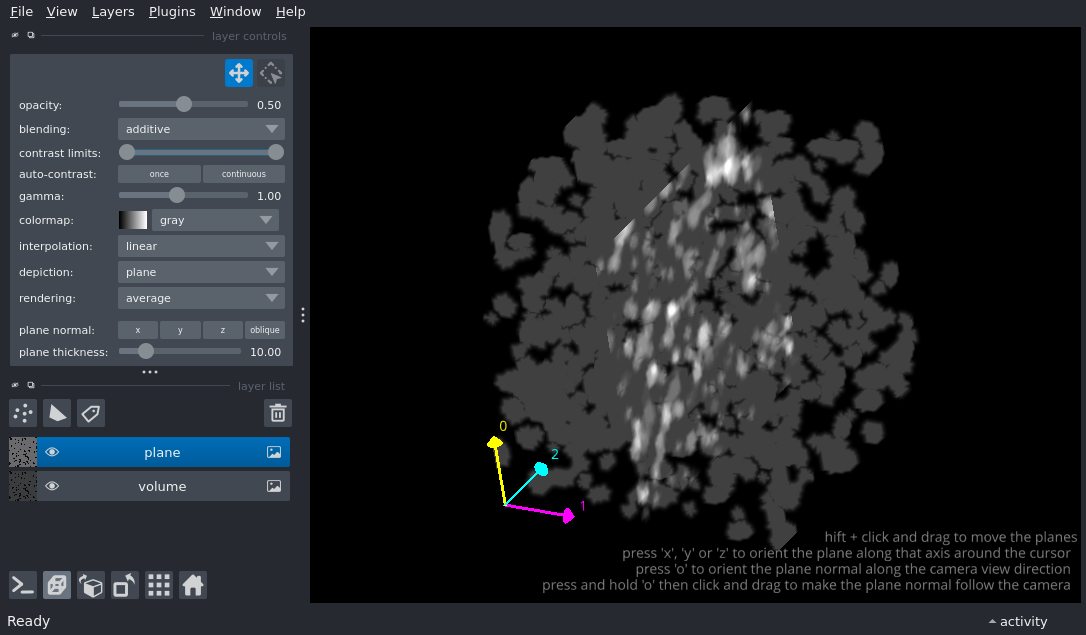 File View Layers Plugins Window Help
layer controls
opacity: 0.50
blending: additive
contrast limits:
auto-contrast: once continuous
gamma: 1.00
colormap: gray
interpolation: linear
depiction: plane
rendering: average
plane normal: x y z oblique
plane thickness: 10.00
layer list
plane
volume
0
2
1
hift + click and drag to move the planes
press 'x', 'y' or 'z' to orient the plane along that axis around the cursor
press 'o' to orient the plane normal along the camera view direction
press and hold 'o' then click and drag to make the plane normal follow the camera
Ready
activity